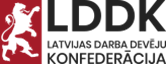 LDDK
LATVIJAS DARBA DEVĒJU
KONFEDERĀCIJA